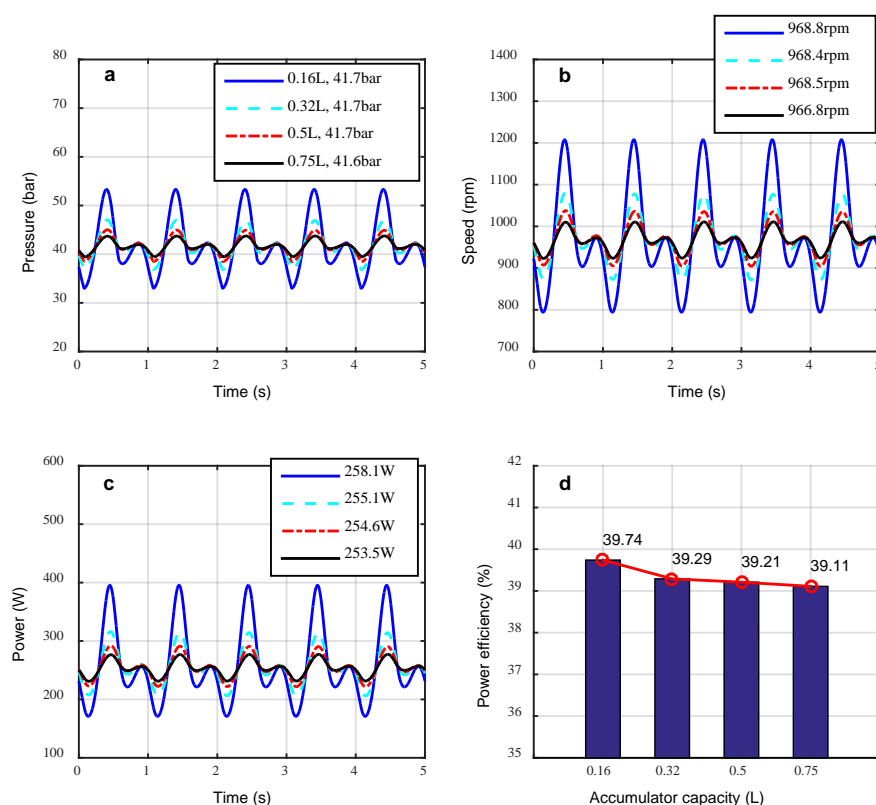 a
0.16L, 41.7bar
0.32L, 41.7bar
0.5L, 41.7bar
0.75L, 41.6bar
80
70
60
50
40
30
20
Pressure (bar)
0 1 2 3 4 5
Time (s)
b
968.8rpm
968.4rpm
968.5rpm
966.8rpm
1400
1300
1200
1100
1000
900
800
700
Speed (rpm)
0 1 2 3 4 5
Time (s)
c
258.1W
255.1W
254.6W
253.5W
600
500
400
300
200
100
Power (W)
0 1 2 3 4 5
Time (s)
d
42
41
40
39
38
37
36
35
Power efficiency (%)
39.74
39.29
39.21
39.11
0.16 0.32 0.5 0.75
Accumulator capacity (L)